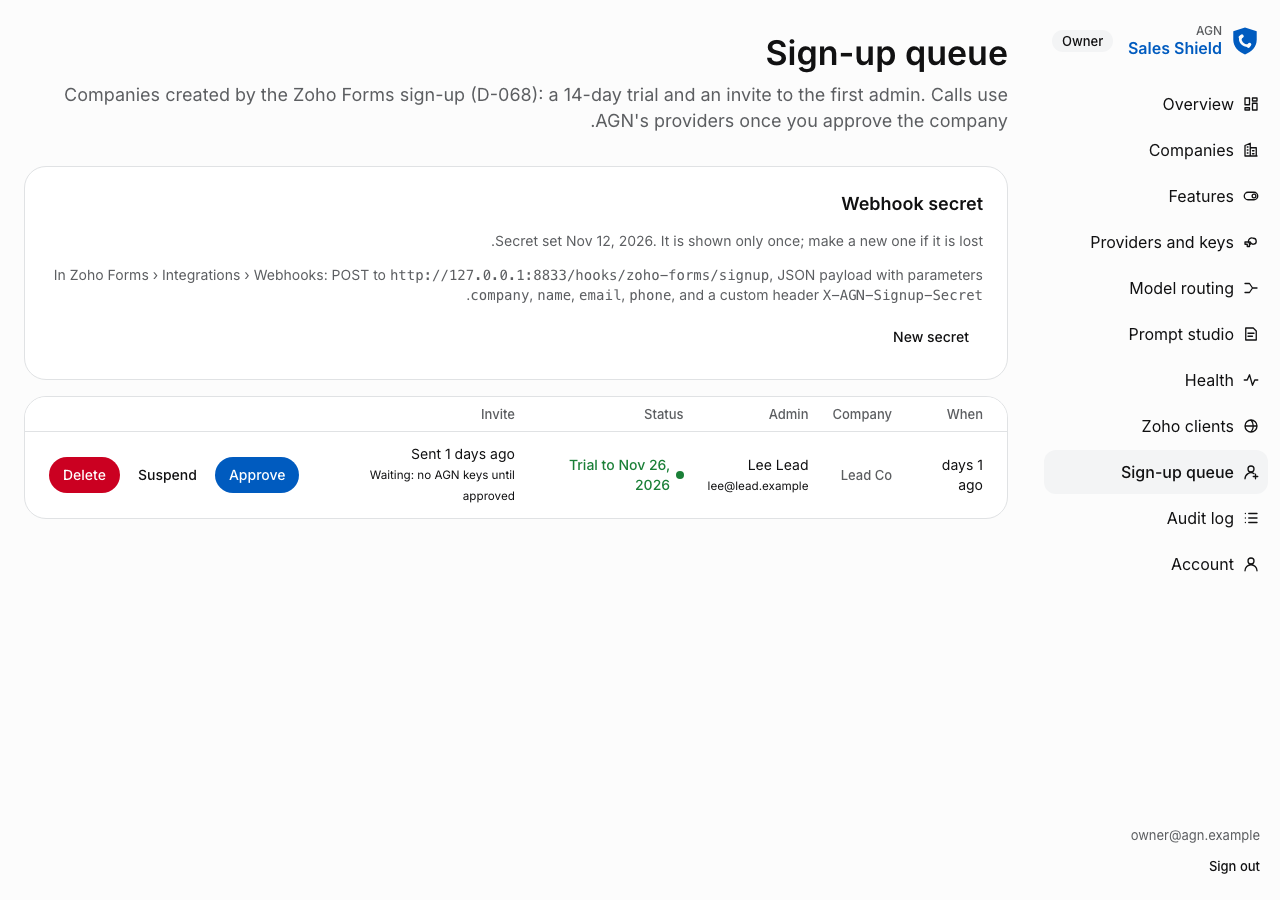 AGN
Sales Shield
Owner
Overview
Companies
Features
Providers and keys
Model routing
Prompt studio
Health
Zoho clients
Sign-up queue
Audit log
Account
owner@agn.example
Sign out
Sign-up queue
Companies created by the Zoho Forms sign-up (D-068): a 14-day trial and an invite to the first admin. Calls use
.AGN's providers once you approve the company
Webhook secret
.Secret set Nov 12, 2026. It is shown only once; make a new one if it is lost
In Zoho Forms › Integrations › Webhooks: POST to http://127.0.0.1:8833/hooks/zoho-forms/signup, JSON payload with parameters
.company, name, email, phone, and a custom header X-AGN-Signup-Secret
New secret
When
Company
Admin
Status
Invite
days 1
ago
Lead Co
Lee Lead
lee@lead.example
Trial to Nov 26,
2026
Sent 1 days ago
Waiting: no AGN keys until
approved
Approve
Suspend
Delete